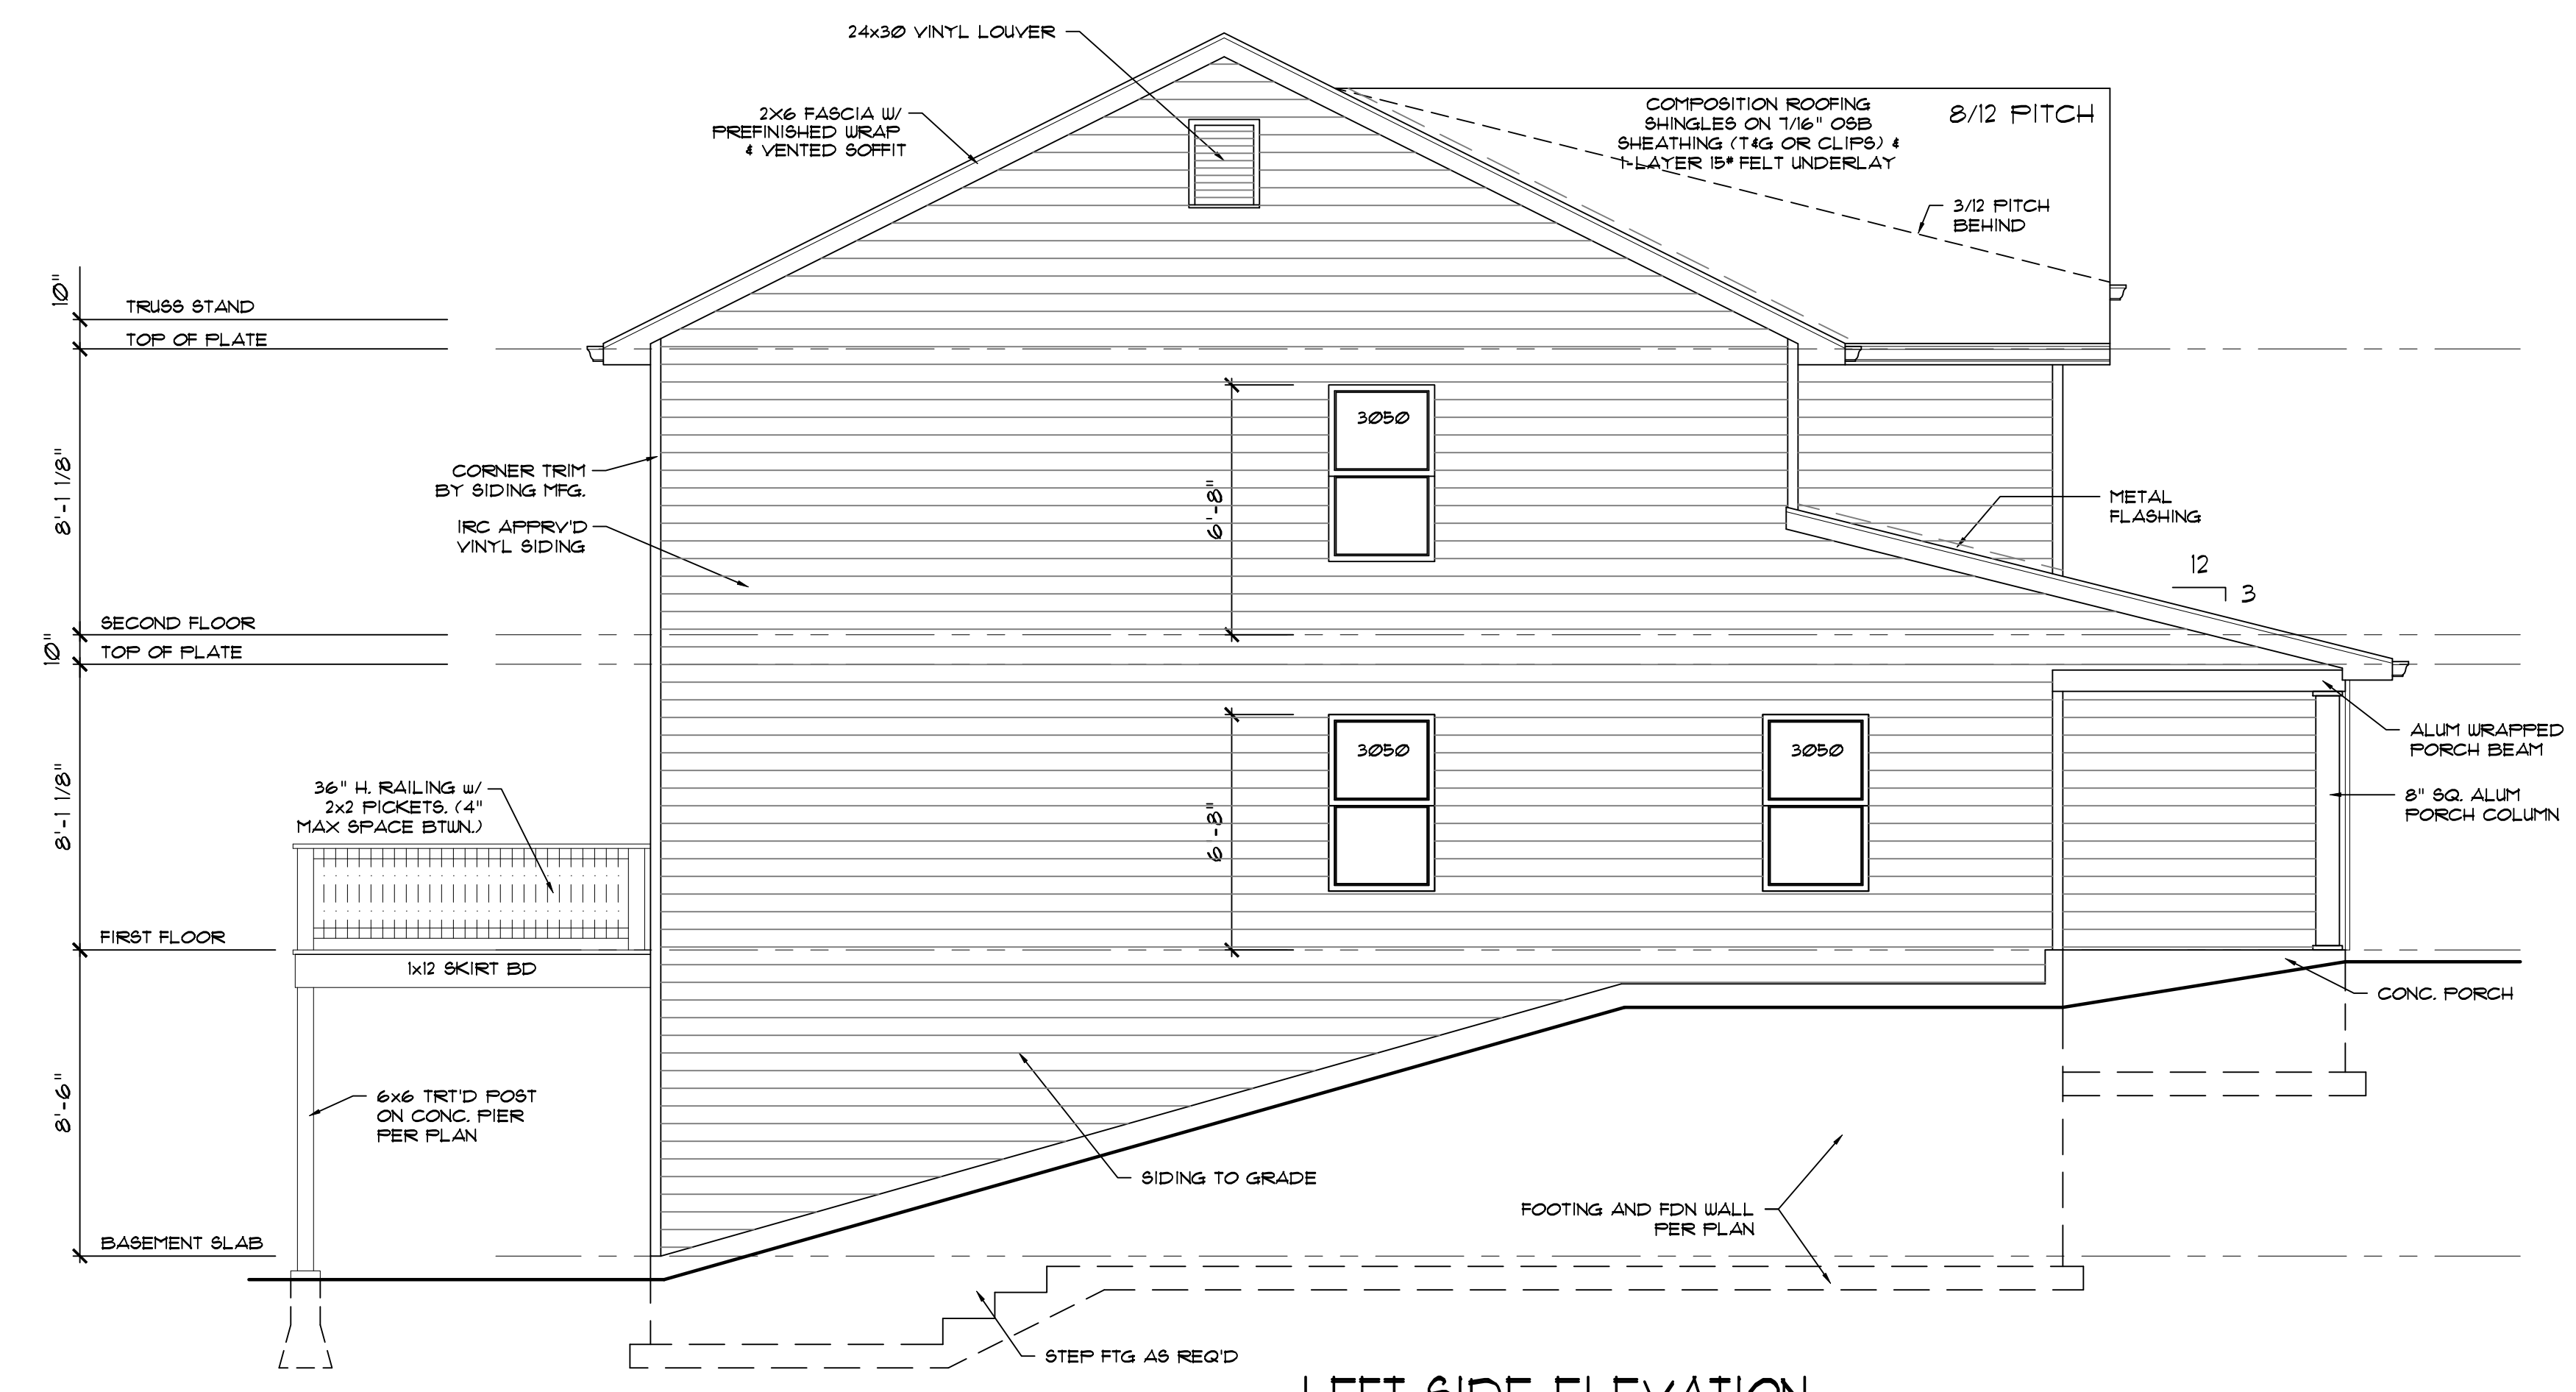 24x30 VINYL LOUVER
2X6 FASCIA W/
PREFINISHED WRAP
& VENTED SOFFIT
COMPOSITION ROOFING
SHINGLES ON 7/16" OSB
SHEATHING (T&G OR CLIPS) &
1-LAYER 15# FELT UNDERLAY
8/12 PITCH
3/12 PITCH
BEHIND
10"
TRUSS STAND
TOP OF PLATE
3050
8'-1 1/8"
CORNER TRIM
BY SIDING MFG.
6'-8"
METAL
FLASHING
IRC APPRV'D
VINYL SIDING
12
3
SECOND FLOOR
10"
TOP OF PLATE
3050
3050
ALUM WRAPPED
PORCH BEAM
8'-1 1/8"
36" H. RAILING w/
2x2 PICKETS. (4"
MAX SPACE BTWN.)
6'-8"
8" SQ. ALUM
PORCH COLUMN
FIRST FLOOR
1x12 SKIRT BD
CONC. PORCH
8'-6"
6x6 TRT'D POST
ON CONC. PIER
PER PLAN
SIDING TO GRADE
FOOTING AND FDN WALL
PER PLAN
BASEMENT SLAB
STEP FTG AS REQ'D
LEFT SIDE ELEVATION